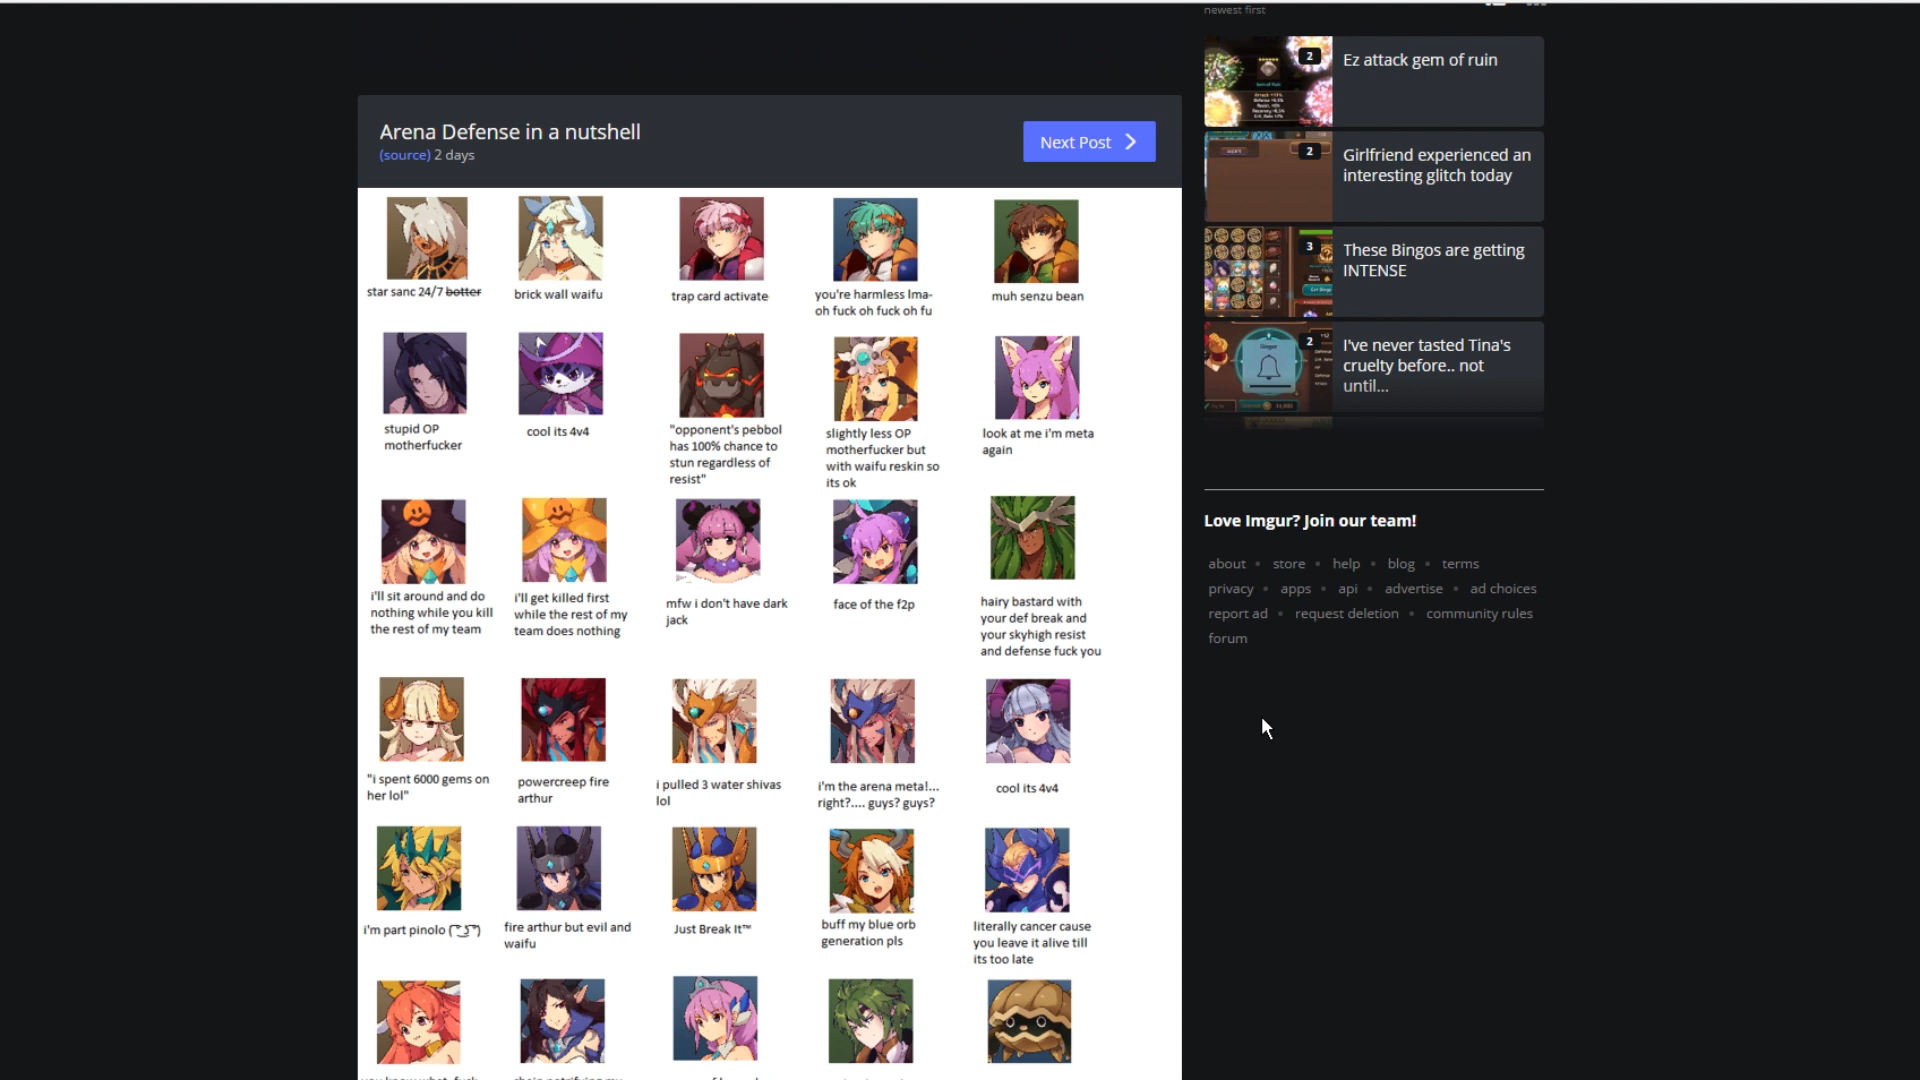 newest first
Ez attack gem of ruin
2
Girlfriend experienced an
interesting glitch today
2
These Bingos are getting
INTENSE
3
I've never tasted Tina's
cruelty before.. not
until...
2
Arena Defense in a nutshell
(source) 2 days
Next Post
star sanc 24/7 botter
brick wall waifu
trap card activate
you're harmless lma-
oh fuck oh fuck oh fu
muh senzu bean
stupid OP
motherfucker
cool its 4v4
"opponent's pebbol
has 100% chance to
stun regardless of
resist"
slightly less OP
motherfucker but
with waifu reskin so
its ok
look at me i'm meta
again
i'll sit around and do
nothing while you kill
the rest of my team
i'll get killed first
while the rest of my
team does nothing
mfw i don't have dark
jack
face of the f2p
hairy bastard with
your def break and
your skyhigh resist
and defense fuck you
"i spent 6000 gems on
her lol"
powercreep fire
arthur
i pulled 3 water shivas
lol
i'm the arena meta!...
right?.... guys? guys?
cool its 4v4
i'm part pinolo ( ͡° ͜ʖ ͡°)
fire arthur but evil and
waifu
Just Break It™
buff my blue orb
generation pls
literally cancer cause
you leave it alive till
its too late
Love Imgur? Join our team!
about • store • help • blog • terms
privacy • apps • api • advertise • ad choices
report ad • request deletion • community rules
forum